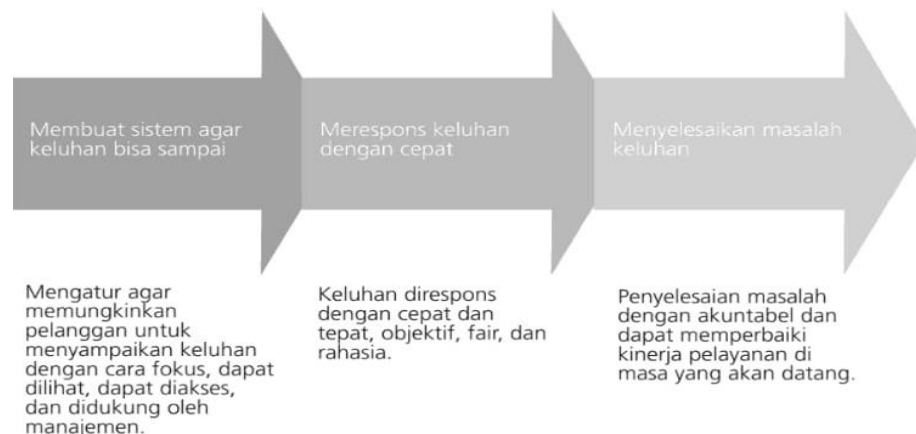 Membuat sistem agar
keluhan bisa sampai
Merespons keluhan
dengan cepat
Menyelesaikan masalah
keluhan
Mengatur agar
memungkinkan
pelanggan untuk
menyampaikan keluhan
dengan cara fokus, dapat
dilihat, dapat diakses,
dan didukung oleh
manajemen.
Keluhan direspons
dengan cepat dan
tepat, objektif, fair, dan
rahasia.
Penyelesaian masalah
dengan akuntabel dan
dapat memperbaiki
kinerja pelayanan di
masa yang akan datang.